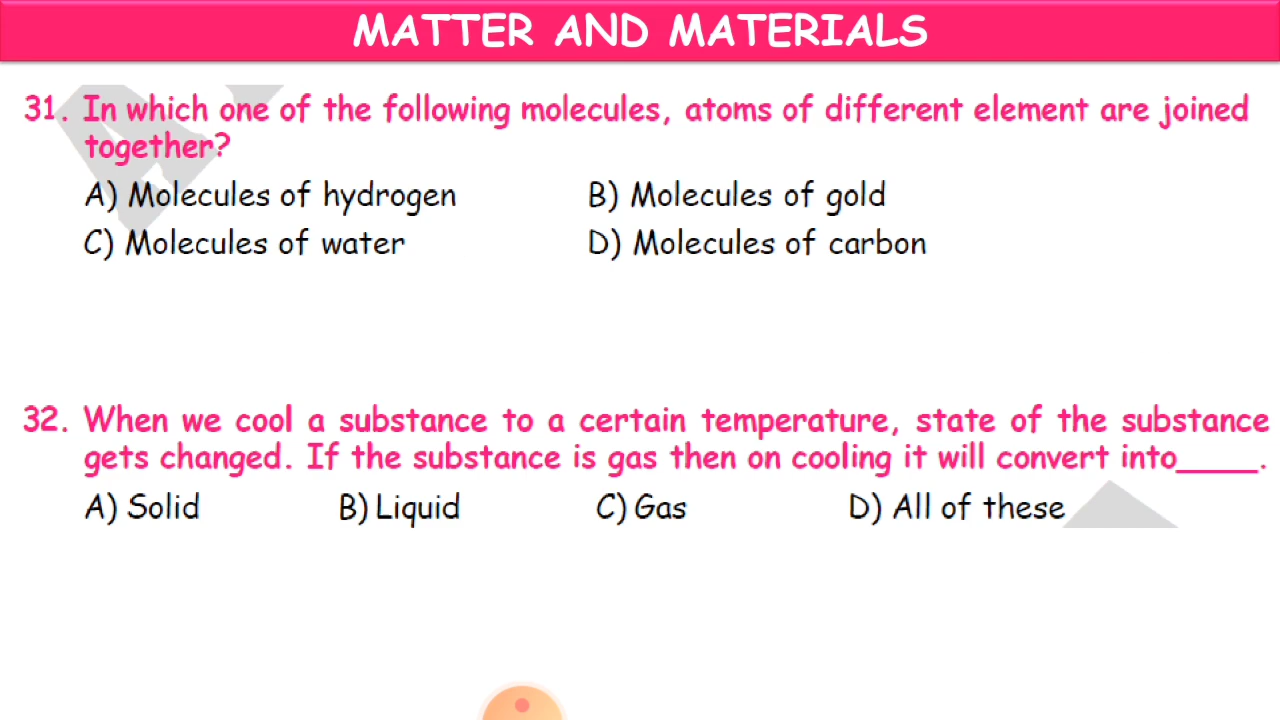 MATTER AND MATERIALS
31. In which one of the following molecules, atoms of different element are joined
together?
A) Molecules of hydrogen B) Molecules of gold
C) Molecules of water D) Molecules of carbon
32. When we cool a substance to a certain temperature, state of the substance
gets changed. If the substance is gas then on cooling it will convert into_____.
A) Solid B) Liquid C) Gas D) All of these